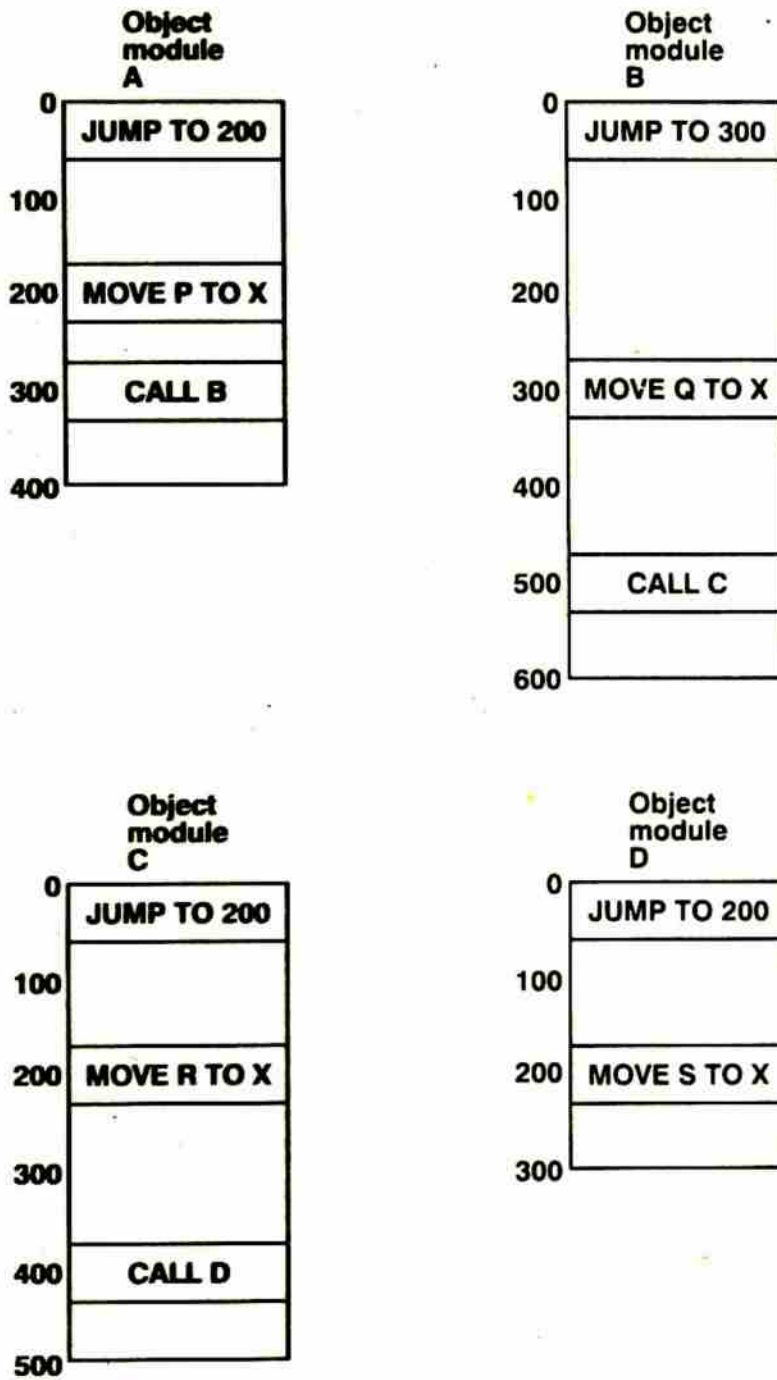 Object
module
A
0
JUMP TO 200
100
200
MOVE P TO X
300
CALL B
400
Object
module
B
0
JUMP TO 300
100
200
300
MOVE Q TO X
400
500
CALL C
600
Object
module
C
0
JUMP TO 200
100
200
MOVE R TO X
300
400
CALL D
500
Object
module
D
0
JUMP TO 200
100
200
MOVE S TO X
300